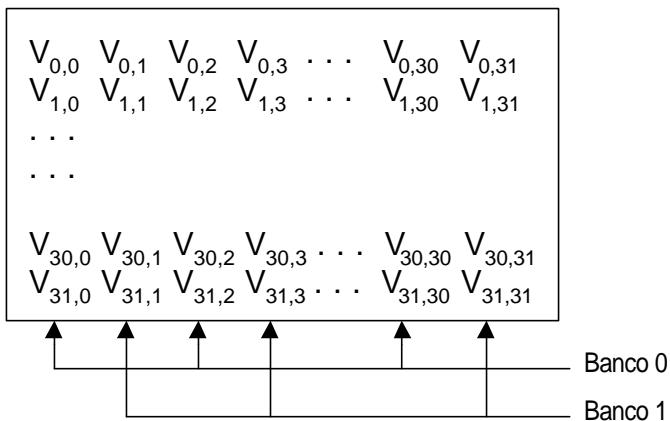 V0,0 V0,1 V0,2 V0,3 . . . V0,30 V0,31
V1,0 V1,1 V1,2 V1,3 . . . V1,30 V1,31
. . .
. . .
V30,0 V30,1 V30,2 V30,3 . . . V30,30 V30,31
V31,0 V31,1 V31,2 V31,3 . . . V31,30 V31,31
Banco 0
Banco 1